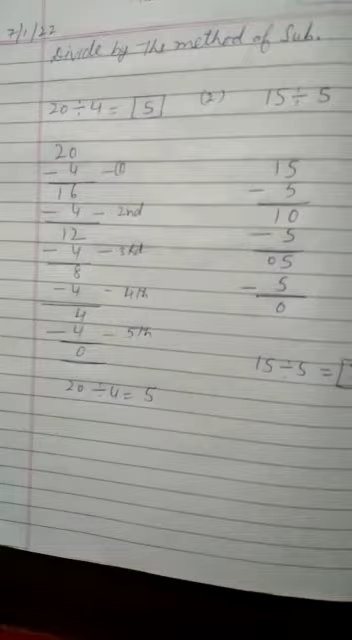 7/1/22
Divide by The method of Sub.
20 ÷ 4 = 5
20
- 4 - 1)
16
- 4 - 2nd
12
- 4 - 3rd
8
- 4 - 4th
4
- 4 - 5th
0
20 ÷ 4 = 5
(2) 15 ÷ 5
15
- 5
10
- 5
05
- 5
0
15 ÷ 5 =